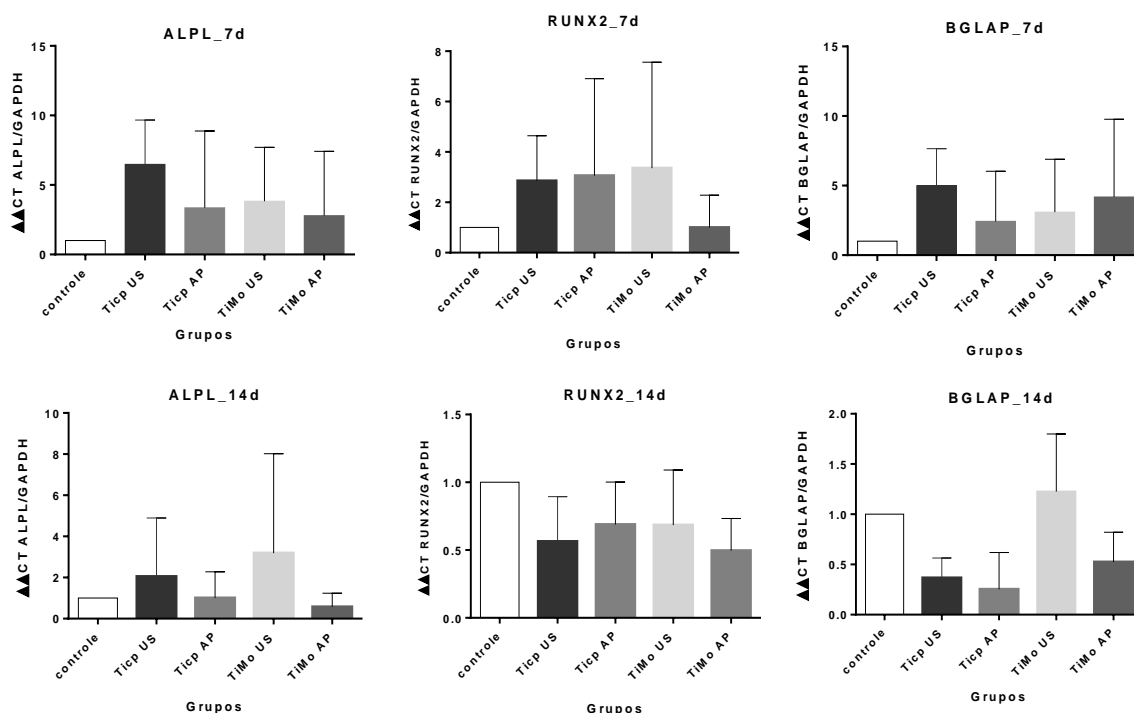 ALPL_7d
▲▲CT ALPL/GAPDH
15
10
5
0
controle
Ticp US
Ticp AP
TiMo US
TiMo AP
Grupos
RUNX2_7d
▲▲CT RUNX2/GAPDH
8
6
4
2
0
controle
Ticp US
Ticp AP
TiMo US
TiMo AP
Grupos
BGLAP_7d
▲▲CT BGLAP/GAPDH
15
10
5
0
controle
Ticp US
Ticp AP
TiMo US
TiMo AP
Grupos
ALPL_14d
▲▲CT ALPL/GAPDH
10
8
6
4
2
0
controle
Ticp US
Ticp AP
TiMo US
TiMo AP
Grupos
RUNX2_14d
▲▲CT RUNX2/GAPDH
1.5
1.0
0.5
0.0
controle
Ticp US
Ticp AP
TiMo US
TiMo AP
Grupos
BGLAP_14d
▲▲CT BGLAP/GAPDH
2.0
1.5
1.0
0.5
0.0
controle
Ticp US
Ticp AP
TiMo US
TiMo AP
Grupos